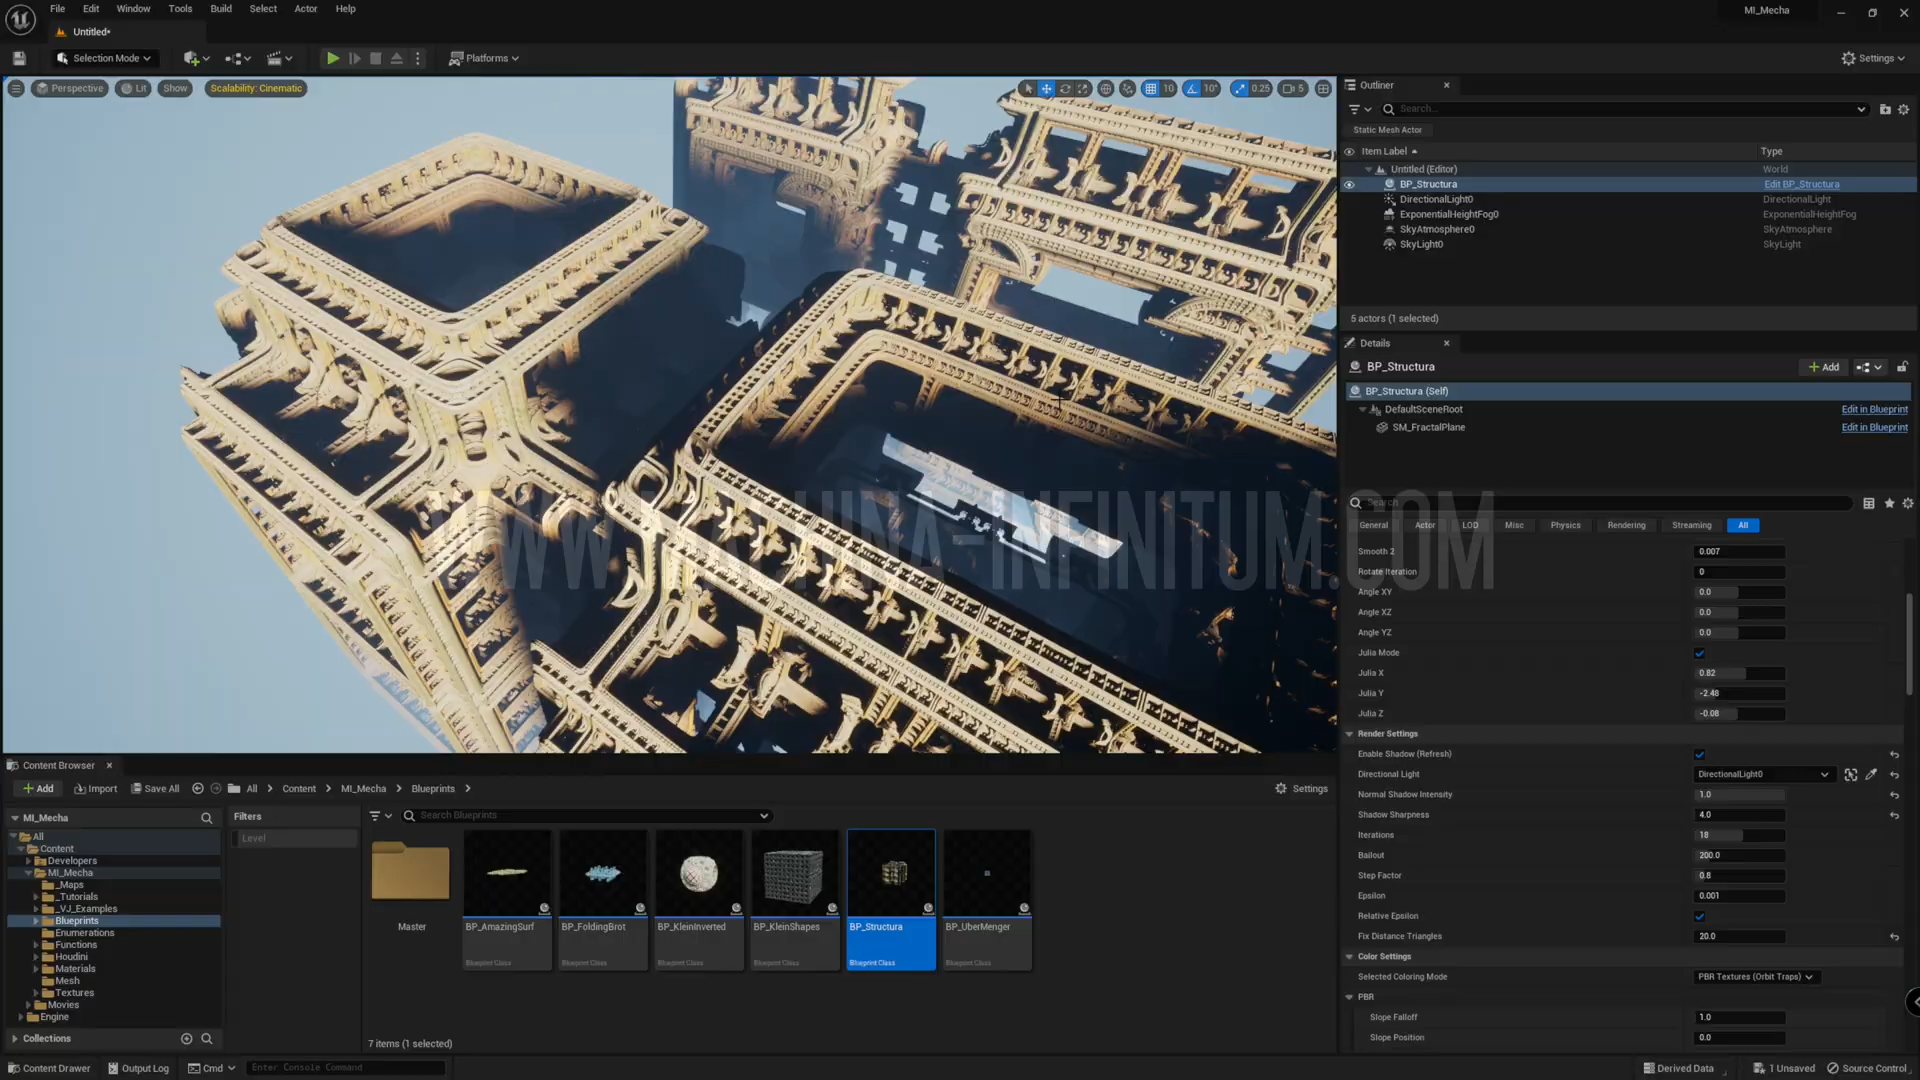 File Edit Window Tools Build Select Actor Help
MI_Mecha
Untitled*
Selection Mode
Platforms
Settings
Perspective Lit Show Scalability: Cinematic
10 10° 0.25 5
Outliner
Search...
Static Mesh Actor
Item Label Type
Untitled (Editor) World
BP_Structura Edit BP_Structura
DirectionalLight0 DirectionalLight
ExponentialHeightFog0 ExponentialHeightFog
SkyAtmosphere0 SkyAtmosphere
SkyLight0 SkyLight
5 actors (1 selected)
Details
BP_Structura
Add
BP_Structura (Self)
DefaultSceneRoot Edit in Blueprint
SM_FractalPlane Edit in Blueprint
Search
General Actor LOD Misc Physics Rendering Streaming All
WWW.MACHINA-INFINITUM.COM
Smooth 2 0.007
Rotate Iteration 0
Angle XY 0.0
Angle XZ 0.0
Angle YZ 0.0
Julia Mode
Julia X 0.82
Julia Y -2.48
Julia Z -0.08
Render Settings
Enable Shadow (Refresh)
Directional Light DirectionalLight0
Normal Shadow Intensity 1.0
Shadow Sharpness 4.0
Iterations 18
Bailout 200.0
Step Factor 0.8
Epsilon 0.001
Relative Epsilon
Fix Distance Triangles 20.0
Color Settings
Selected Coloring Mode PBR Textures (Orbit Traps)
PBR
Slope Falloff 1.0
Slope Position 0.0
Content Browser
Add Import Save All All Content MI_Mecha Blueprints
Settings
MI_Mecha
All
Content
Developers
MI_Mecha
_Maps
_Tutorials
_VJ_Examples
Blueprints
Enumerations
Functions
Houdini
Materials
Mesh
Textures
Movies
Engine
Collections
Filters
Level
Search Blueprints
Master
BP_AmazingSurf
Blueprint Class
BP_FoldingBrot
Blueprint Class
BP_KleinInverted
Blueprint Class
BP_KleinShapes
Blueprint Class
BP_Structura
Blueprint Class
BP_UberMenger
Blueprint Class
7 items (1 selected)
Content Drawer Output Log Cmd Enter Console Command
Derived Data 1 Unsaved Source Control